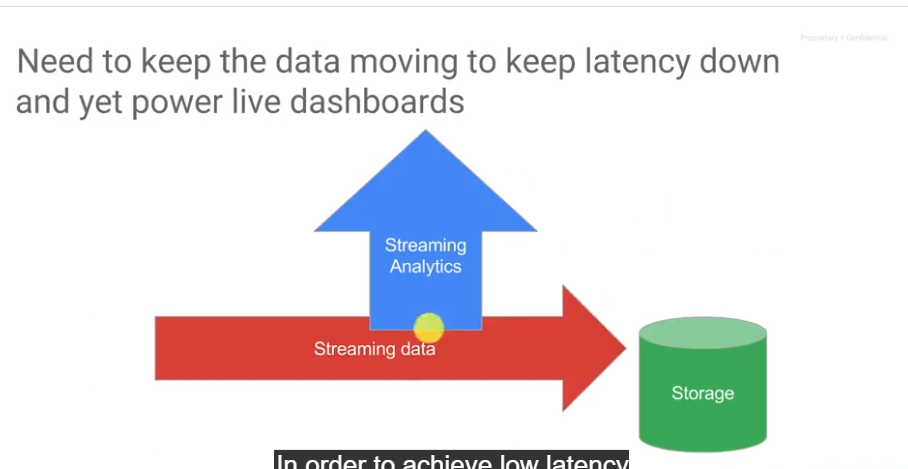 Proprietary + Confidential
Need to keep the data moving to keep latency down
and yet power live dashboards
Streaming
Analytics
Streaming data
Storage
In order to achieve low latency